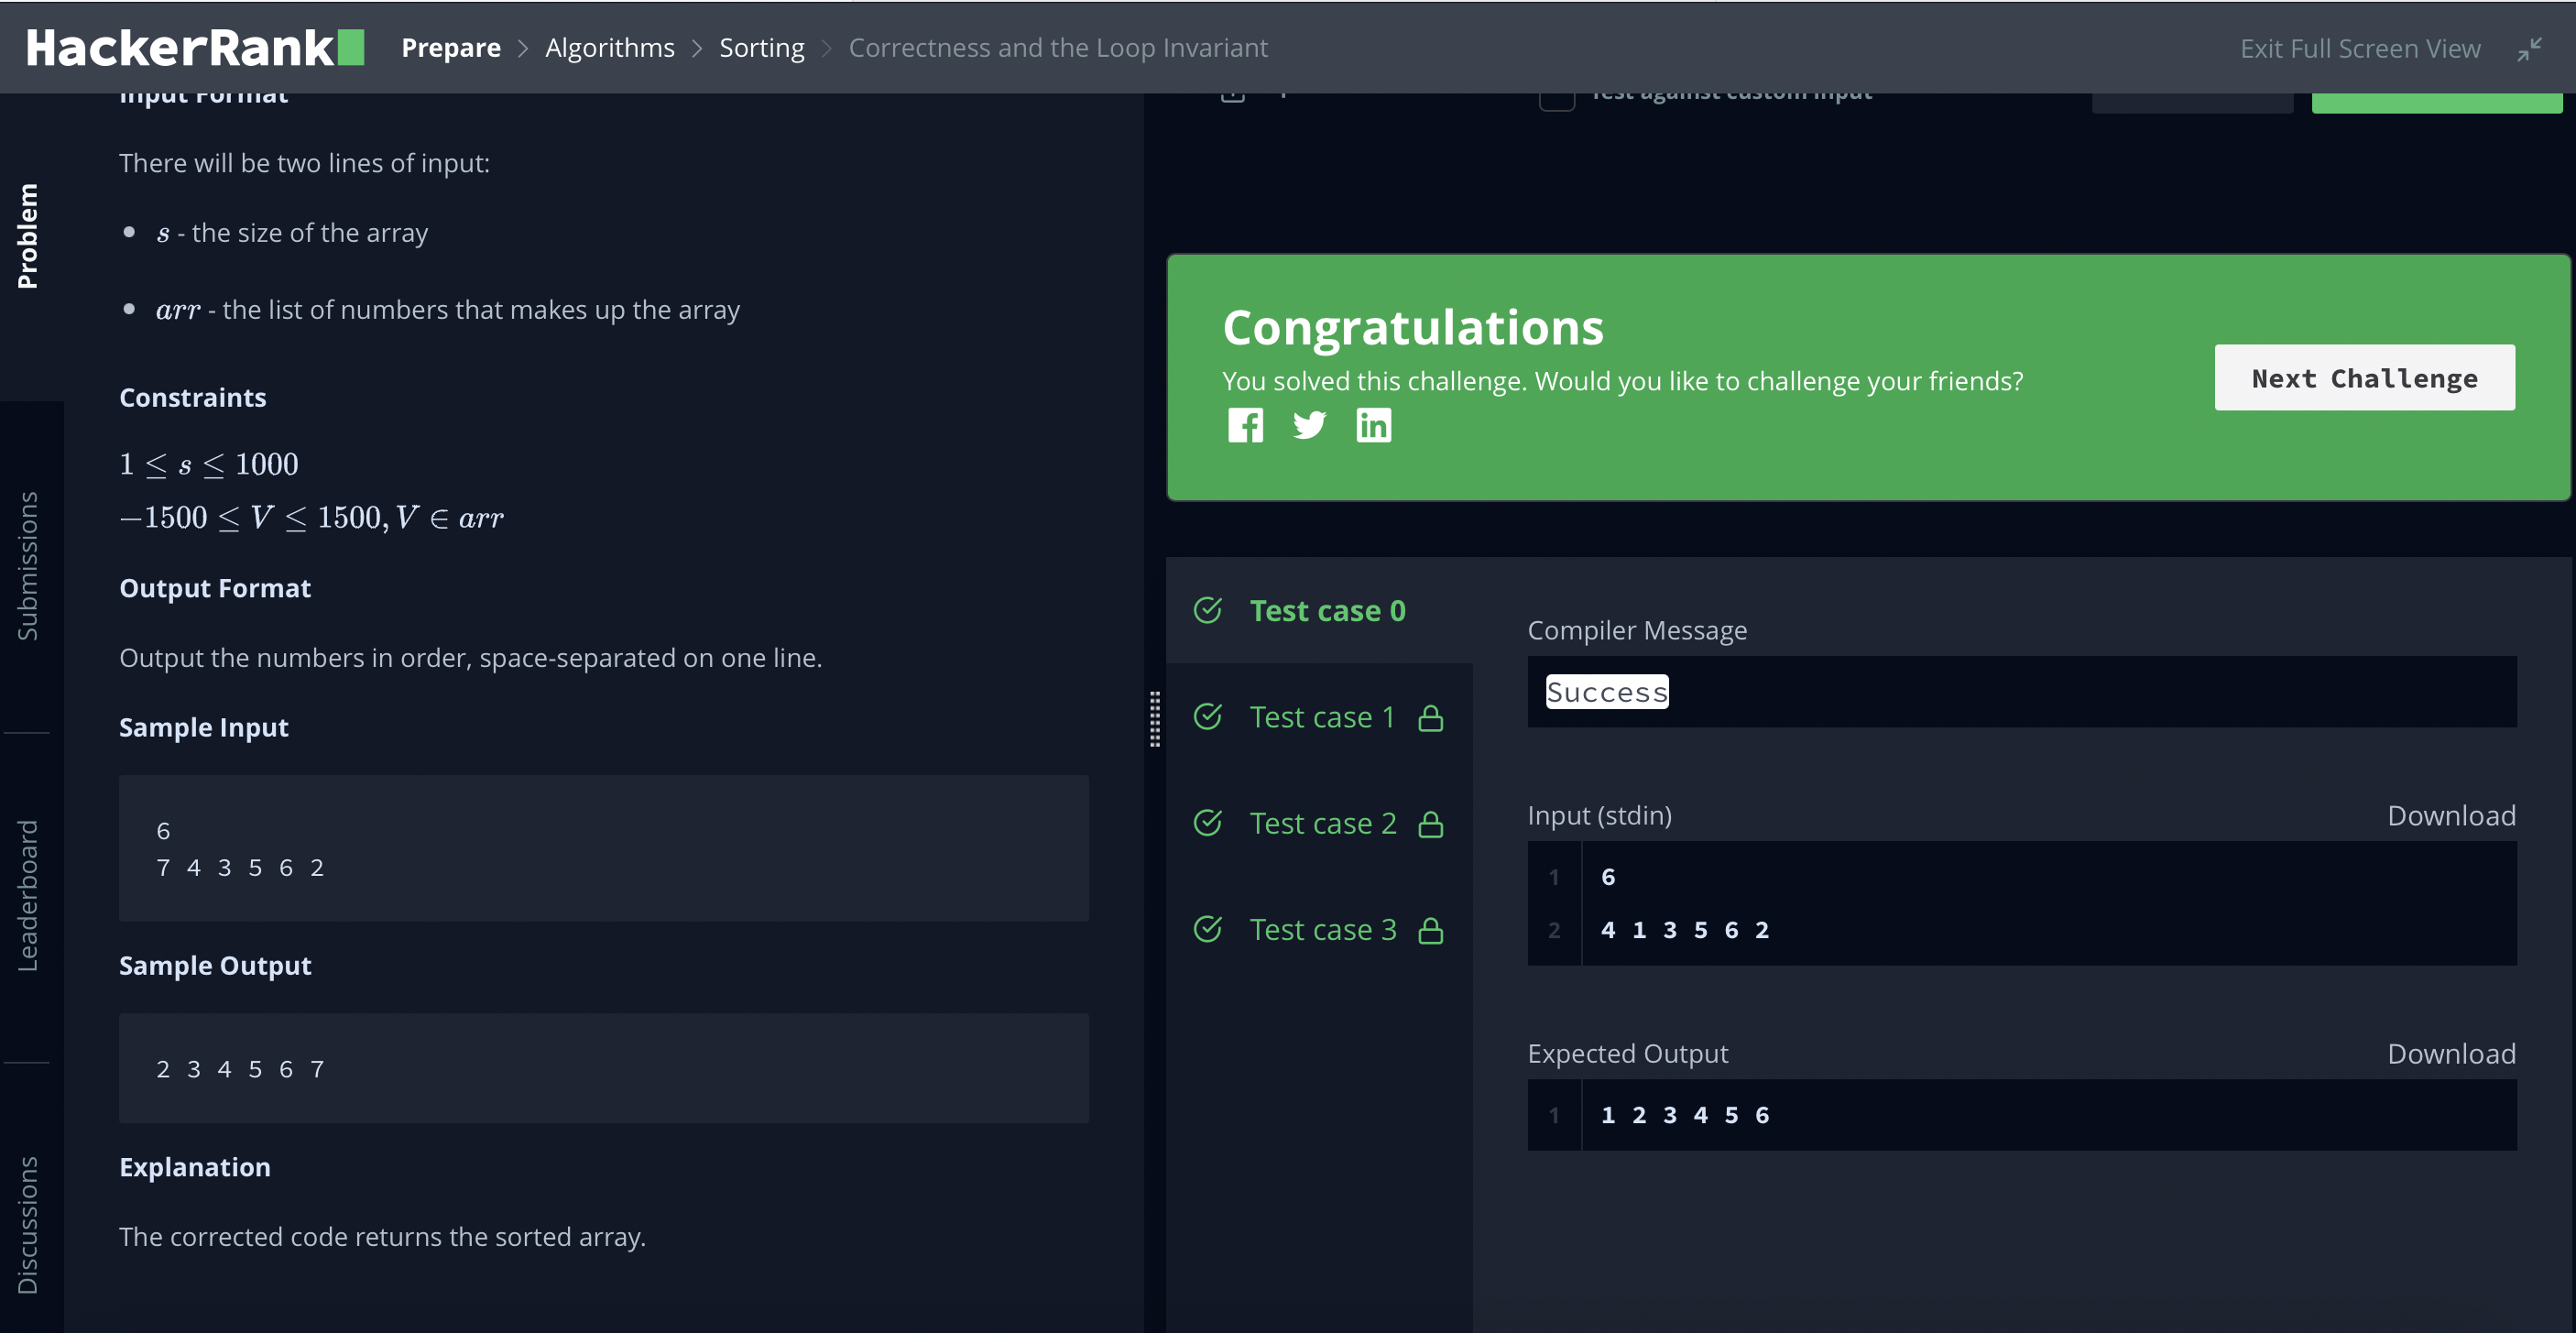 HackerRank
Prepare > Algorithms > Sorting > Correctness and the Loop Invariant
Exit Full Screen View
Problem
Submissions
Leaderboard
Discussions
Input Format
There will be two lines of input:
• s - the size of the array
• arr - the list of numbers that makes up the array
Constraints
1 ≤ s ≤ 1000
−1500 ≤ V ≤ 1500, V ∈ arr
Output Format
Output the numbers in order, space-separated on one line.
Sample Input
6
7 4 3 5 6 2
Sample Output
2 3 4 5 6 7
Explanation
The corrected code returns the sorted array.
Test against custom input
Congratulations
You solved this challenge. Would you like to challenge your friends?
Next Challenge
Test case 0
Test case 1
Test case 2
Test case 3
Compiler Message
Success
Input (stdin)
Download
1 6
2 4 1 3 5 6 2
Expected Output
Download
1 1 2 3 4 5 6